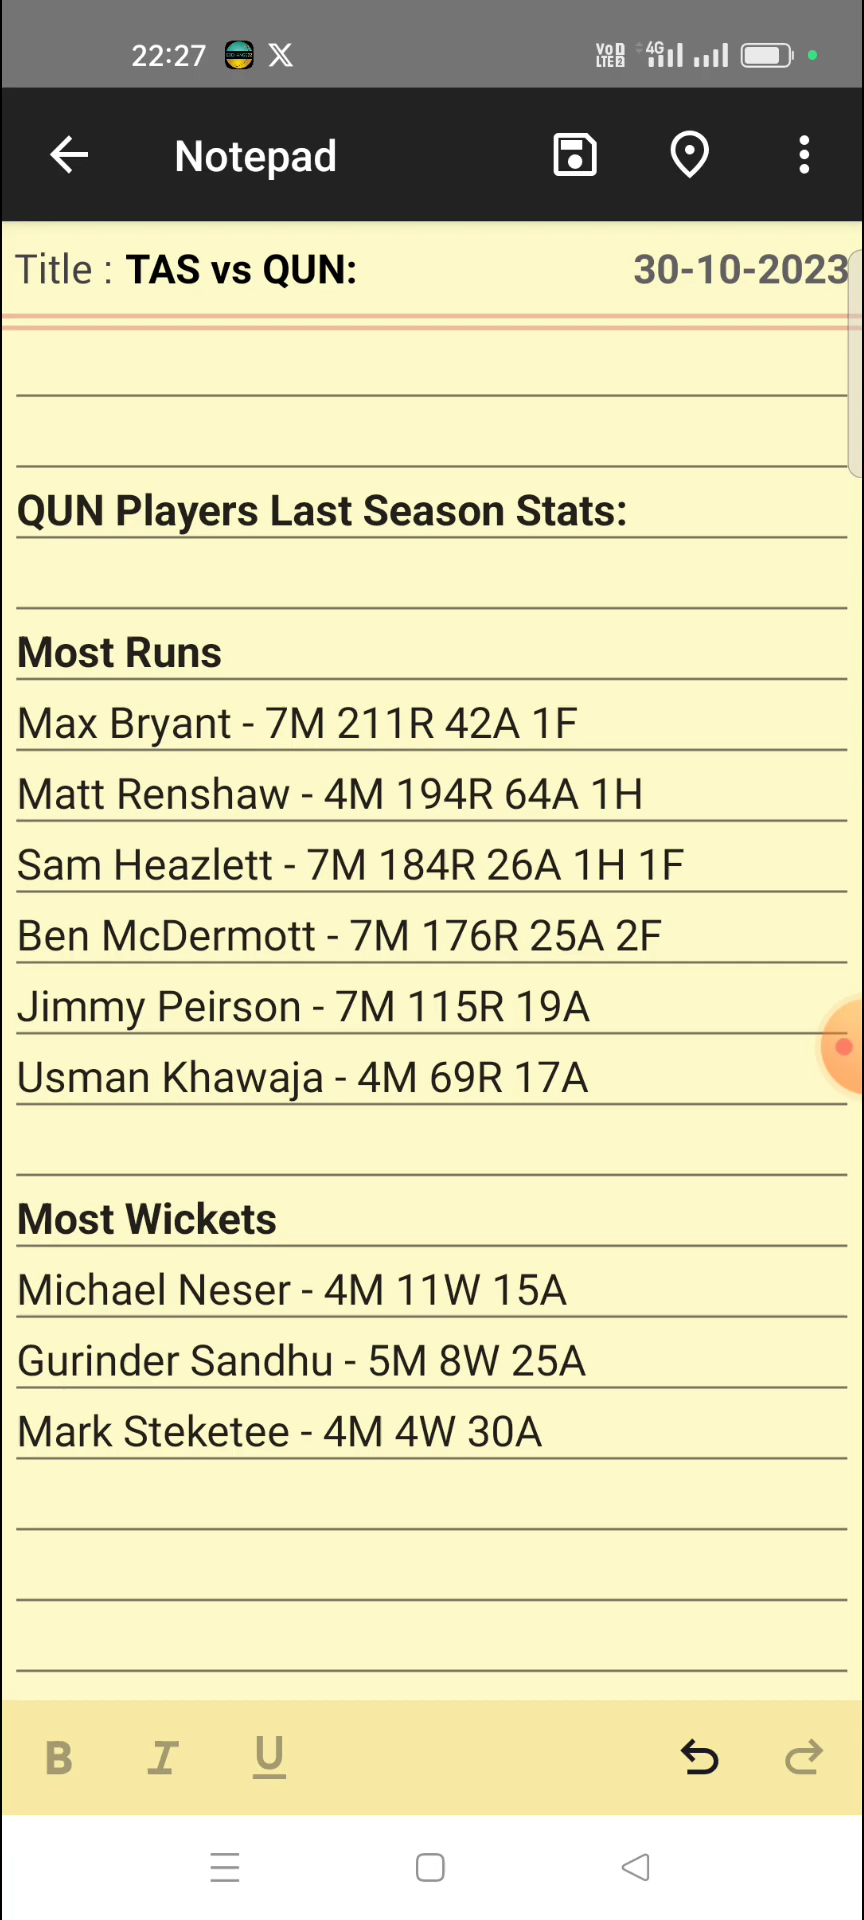 22:27 X VoD LTE2 4G
Notepad
Title : TAS vs QUN: 30-10-2023
QUN Players Last Season Stats:
Most Runs
Max Bryant - 7M 211R 42A 1F
Matt Renshaw - 4M 194R 64A 1H
Sam Heazlett - 7M 184R 26A 1H 1F
Ben McDermott - 7M 176R 25A 2F
Jimmy Peirson - 7M 115R 19A
Usman Khawaja - 4M 69R 17A
Most Wickets
Michael Neser - 4M 11W 15A
Gurinder Sandhu - 5M 8W 25A
Mark Steketee - 4M 4W 30A
B I U